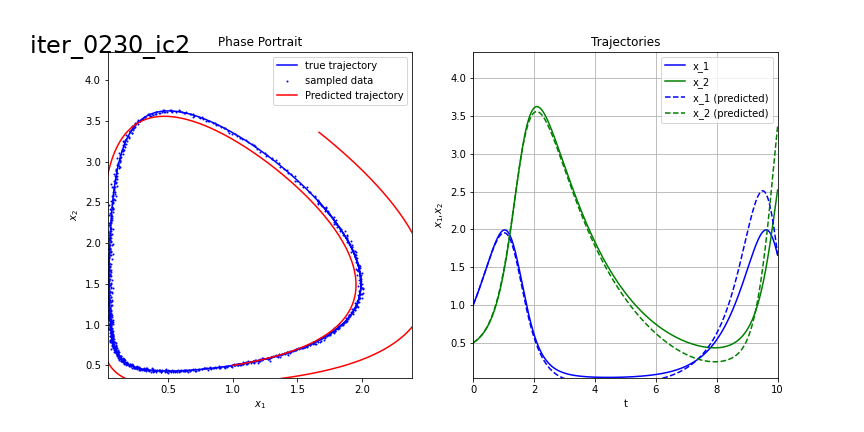 iter_0230_ic2
Phase Portrait
true trajectory
sampled data
Predicted trajectory
4.0
3.5
3.0
2.5
2.0
1.5
1.0
0.5
x₂
0.5
1.0
1.5
2.0
x₁
Trajectories
x_1
x_2
x_1 (predicted)
x_2 (predicted)
4.0
3.5
3.0
2.5
2.0
1.5
1.0
0.5
x₁,x₂
0
2
4
6
8
10
t